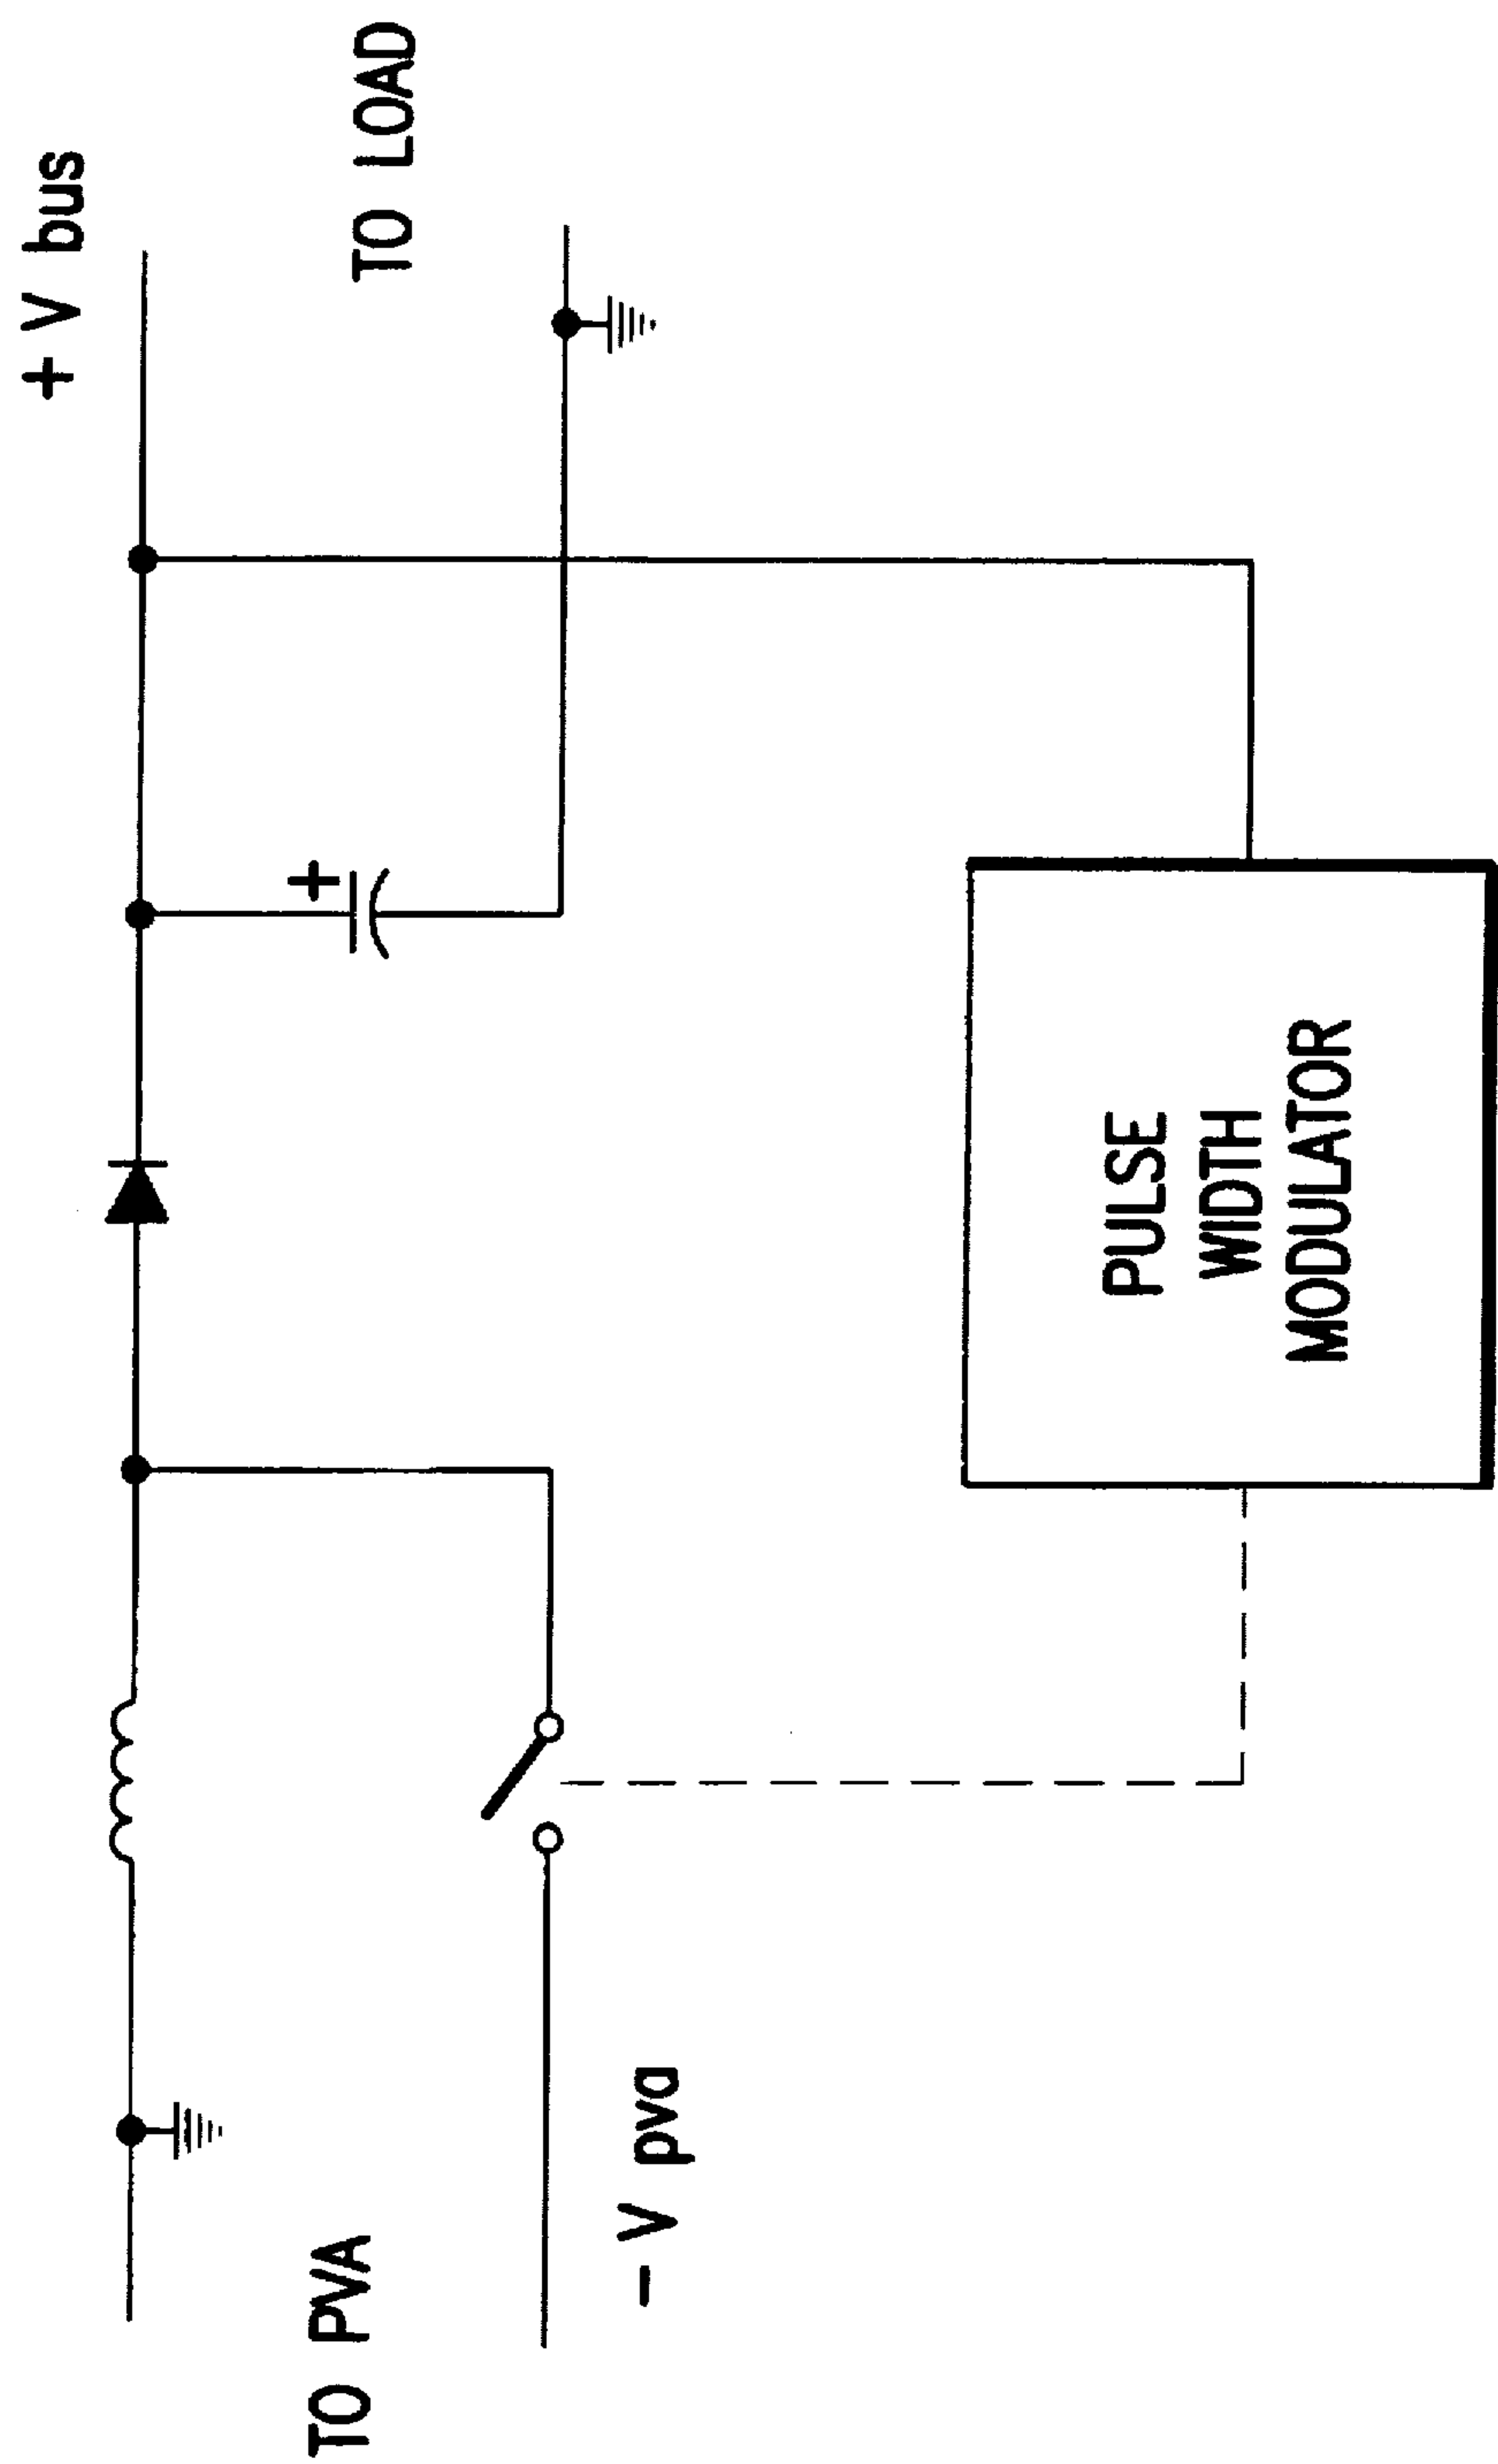 + V bus
TO LOAD
+
PULSE
WIDTH
MODULATOR
TO PVA
- V pva